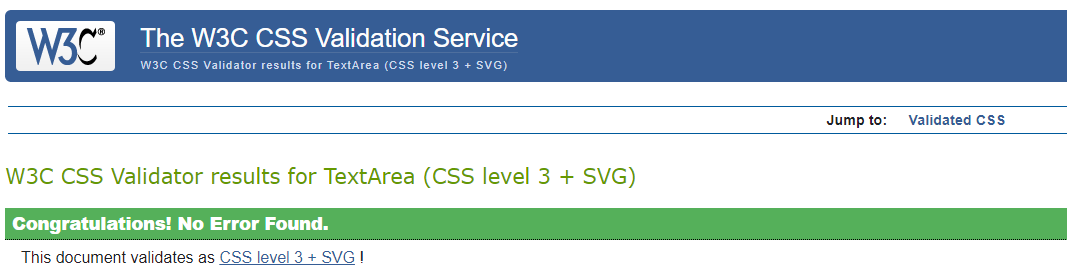 W3C®
The W3C CSS Validation Service
W3C CSS Validator results for TextArea (CSS level 3 + SVG)
Jump to: Validated CSS
W3C CSS Validator results for TextArea (CSS level 3 + SVG)
Congratulations! No Error Found.
This document validates as CSS level 3 + SVG !